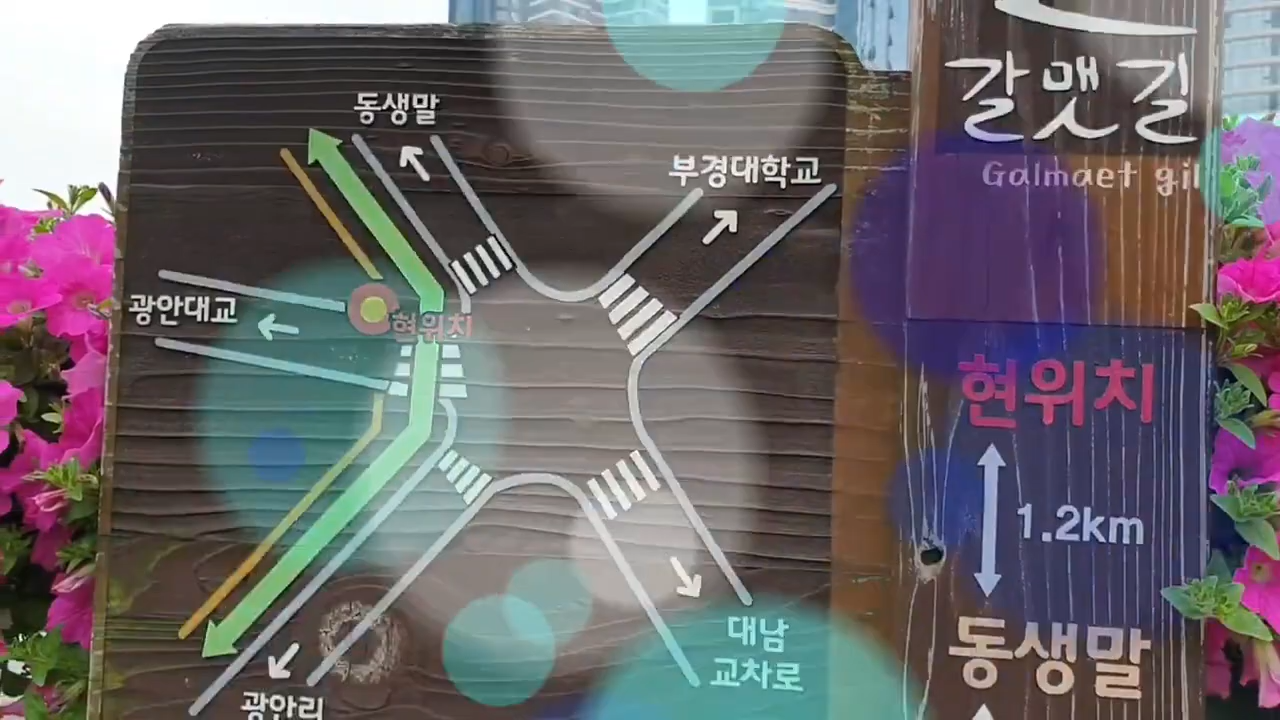 동생말
부경대학교
광안대교
현위치
대남
교차로
광안리
갈맷길
Galmaet gil
현위치
1.2km
동생말